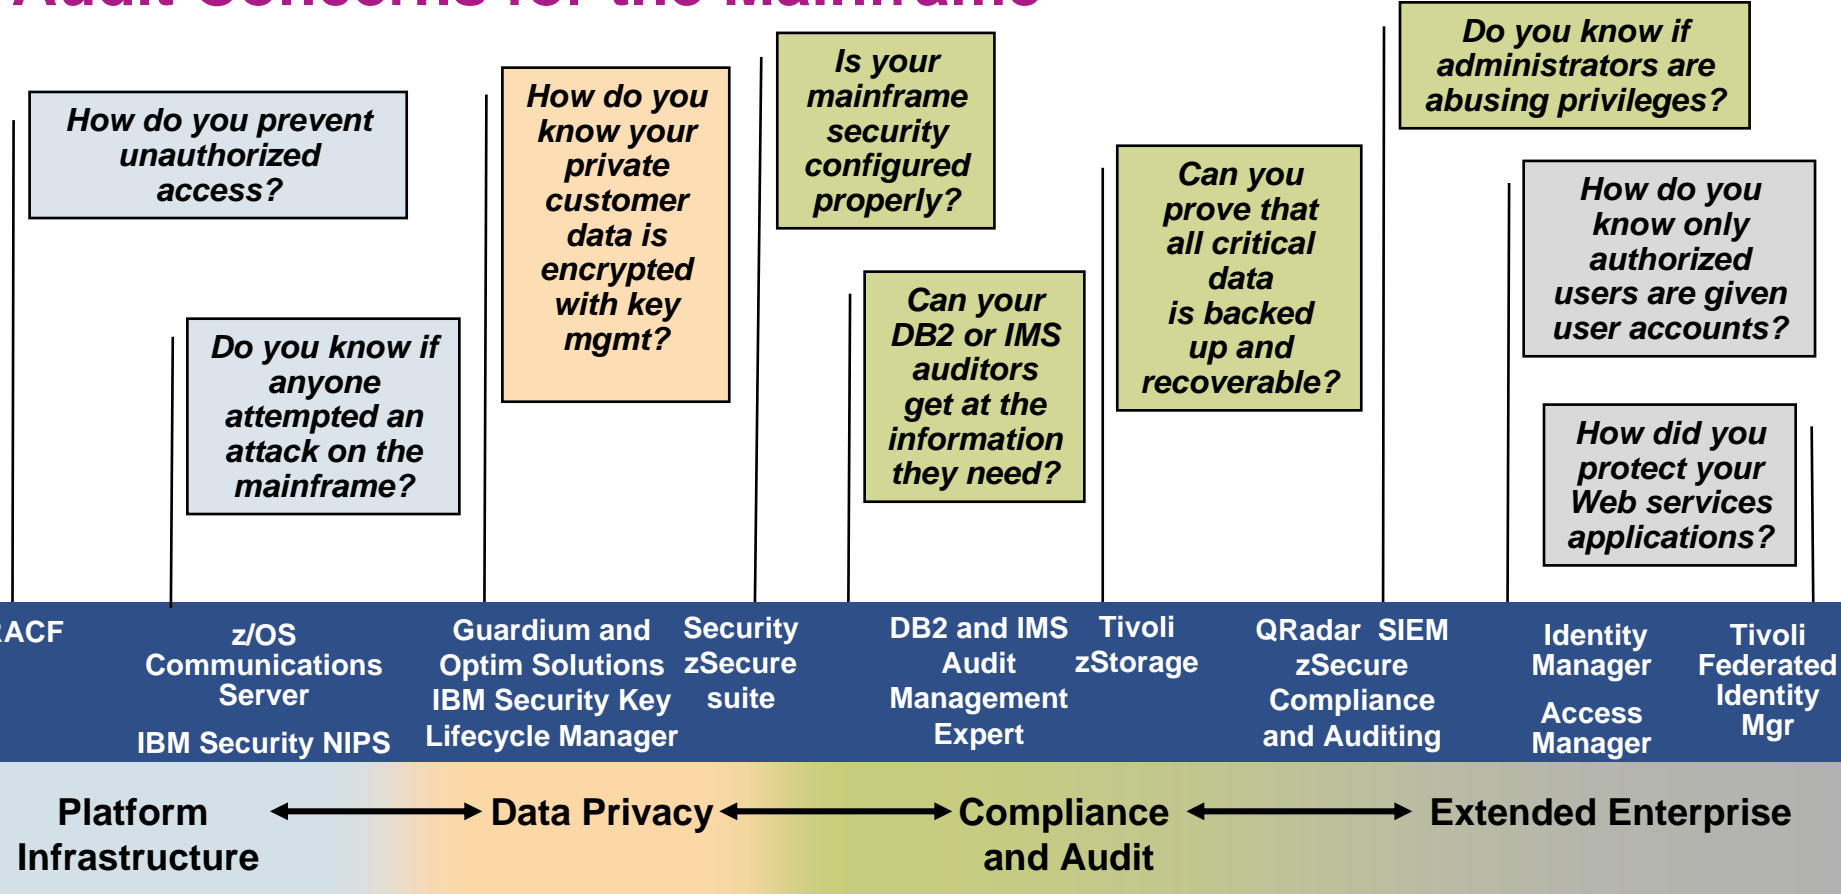 Audit Concerns for the Mainframe
How do you prevent
unauthorized
access?
Do you know if
anyone
attempted an
attack on the
mainframe?
How do you
know your
private
customer
data is
encrypted
with key
mgmt?
Is your
mainframe
security
configured
properly?
Can your
DB2 or IMS
auditors
get at the
information
they need?
Can you
prove that
all critical
data
is backed
up and
recoverable?
Do you know if
administrators are
abusing privileges?
How do you
know only
authorized
users are given
user accounts?
How did you
protect your
Web services
applications?
RACF
z/OS
Communications
Server
IBM Security NIPS
Guardium and
Optim Solutions
IBM Security Key
Lifecycle Manager
Security
zSecure
suite
DB2 and IMS
Audit
Management
Expert
Tivoli
zStorage
QRadar SIEM
zSecure
Compliance
and Auditing
Identity
Manager
Access
Manager
Tivoli
Federated
Identity
Mgr
Platform
Infrastructure
Data Privacy
Compliance
and Audit
Extended Enterprise